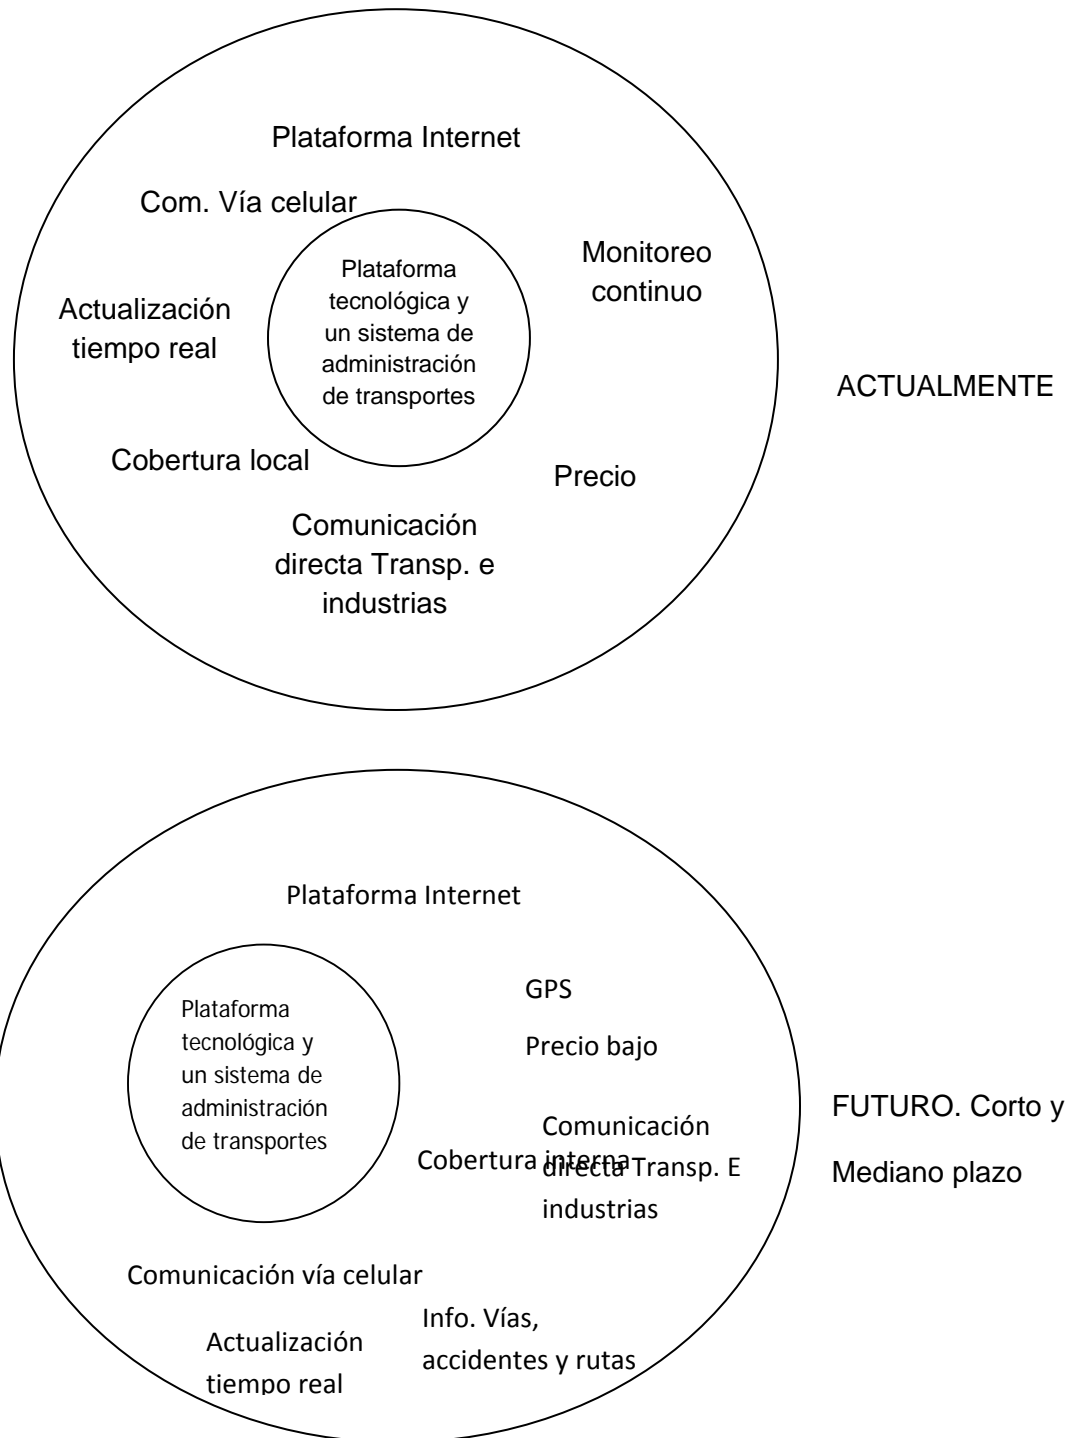 Plataforma Internet
Com. Vía celular
Monitoreo
continuo
Plataforma
tecnológica y
un sistema de
administración
de transportes
Actualización
tiempo real
ACTUALMENTE
Cobertura local
Precio
Comunicación
directa Transp. e
industrias
Plataforma Internet
GPS
Precio bajo
Plataforma
tecnológica y
un sistema de
administración
de transportes
FUTURO. Corto y
Mediano plazo
Comunicación
directa Transp. E
industrias
Cobertura interna
Comunicación vía celular
Info. Vías,
accidentes y rutas
Actualización
tiempo real